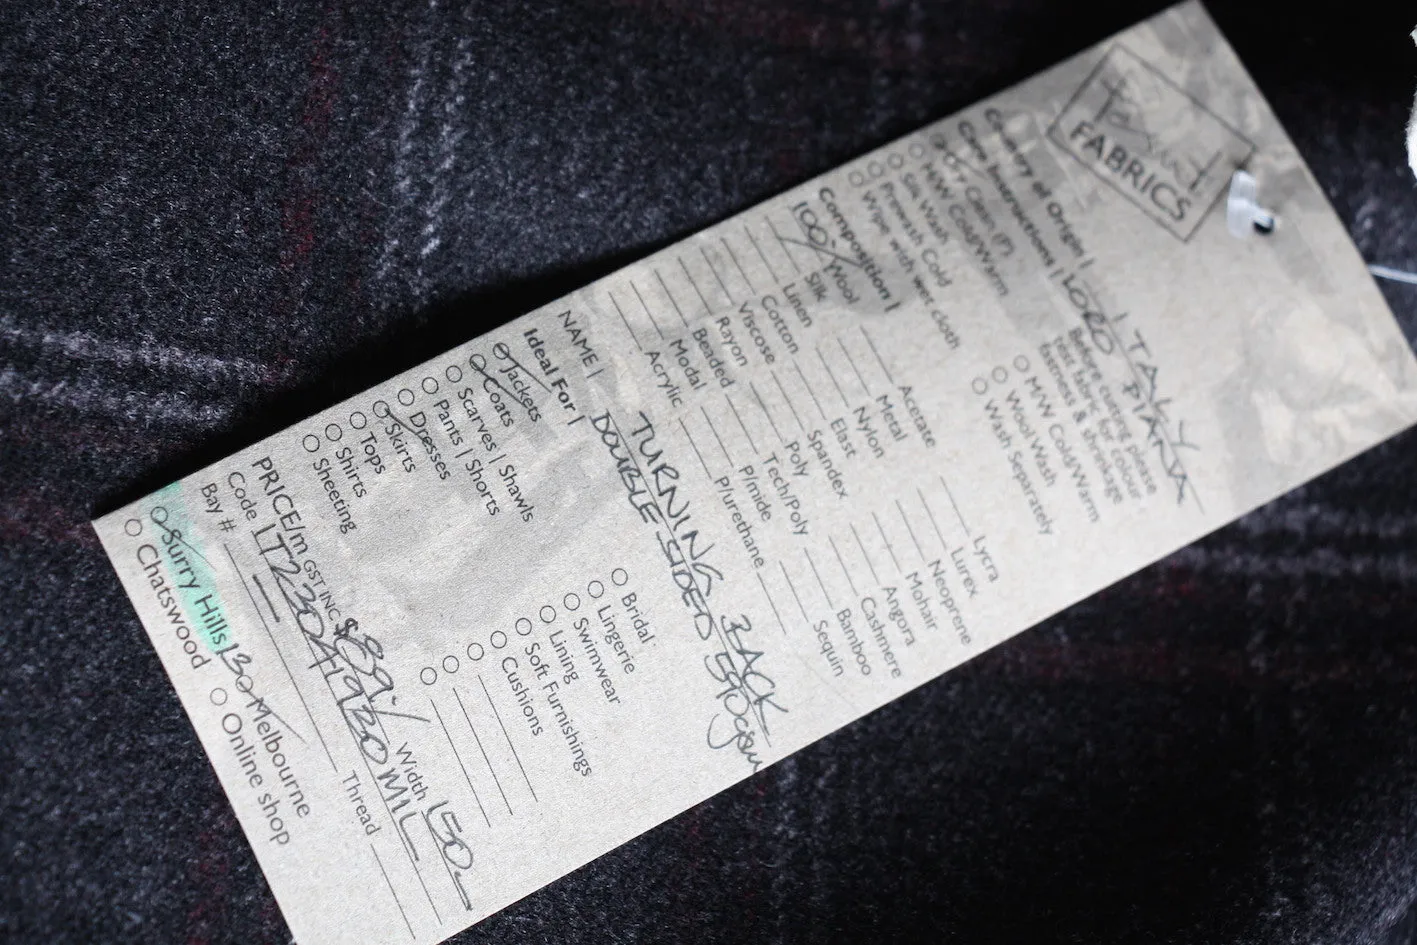 FABRICS
Country of Origin | ITALY
Care Instructions | LORO PIANA
Dry Clean (P)
H/W Cold/Warm
Silk Wash
Prewash Cold
Wipe with wet cloth
Before cutting please
test fabric for colour
fastness & shrinkage
M/W Cold/Warm
Wool Wash
Wash Separately
Composition |
100% Wool
Silk
Linen
Cotton
Viscose
Rayon
Beaded
Modal
Acrylic
Acetate
Metal
Nylon
Elast
Spandex
Poly
Tech/Poly
P/mide
P/urethane
Lycra
Lurex
Neoprene
Mohair
Angora
Cashmere
Bamboo
Sequin
NAME | TURNING BACK
DOUBLE SIDED 590gsm
Ideal For |
Jackets
Coats
Scarves | Shawls
Pants | Shorts
Dresses
Skirts
Tops
Shirts
Sheeting
Bridal
Lingerie
Swimwear
Lining
Soft Furnishings
Cushions
PRICE/m GST INC $89.- Width 150
Code | MIL
Bay # Thread
Surry Hills Melbourne
Chatswood Online shop